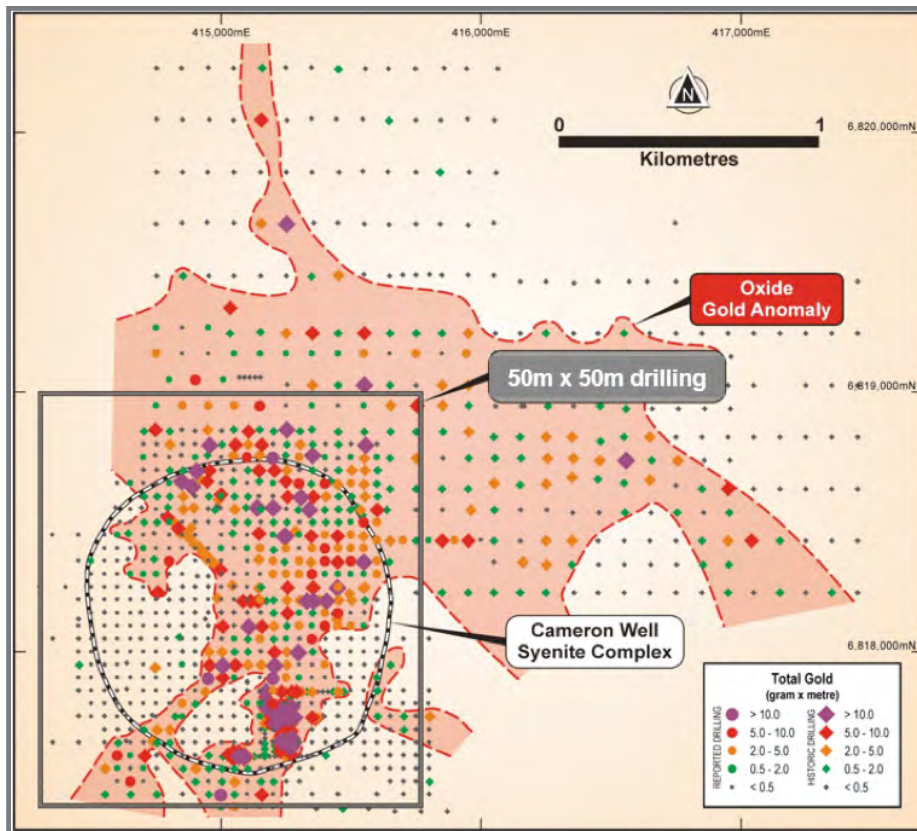 415,000mE
416,000mE
417,000mE
N
0
1
Kilometres
6,820,000mN
Oxide
Gold Anomaly
50m x 50m drilling
6,819,000mN
Cameron Well
Syenite Complex
6,818,000mN
Total Gold
(gram x metre)
REPORTED DRILLING
> 10.0
5.0 - 10.0
2.0 - 5.0
0.5 - 2.0
< 0.5
HISTORIC DRILLING
> 10.0
5.0 - 10.0
2.0 - 5.0
0.5 - 2.0
< 0.5